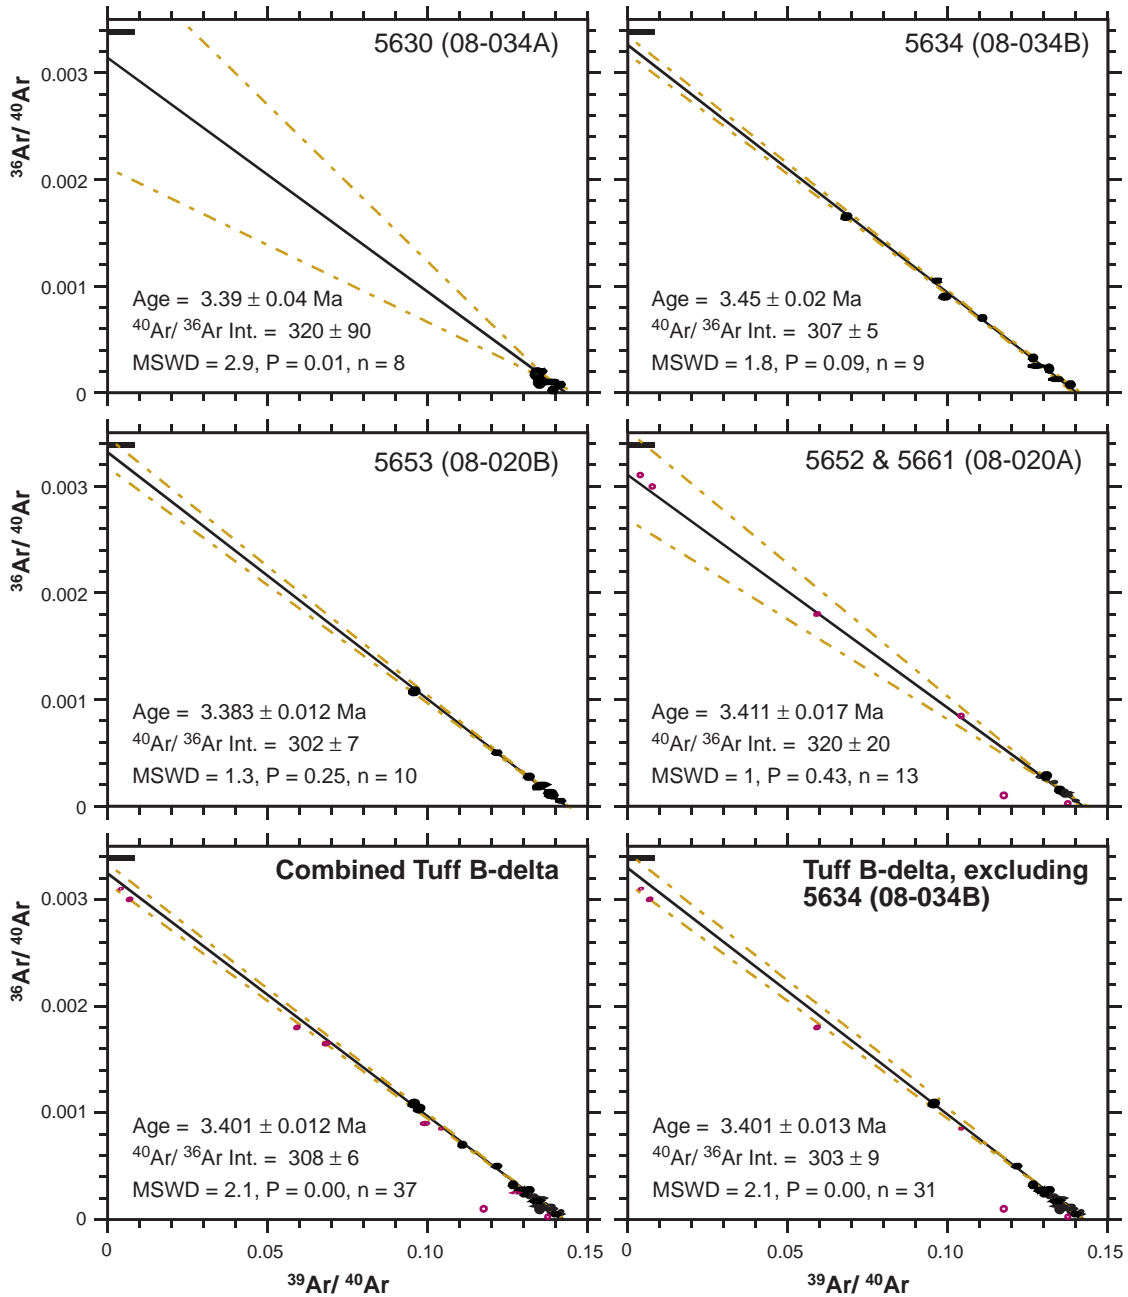 5630 (08-034A)
0.003
0.002
0.001
0
³⁶Ar/ ⁴⁰Ar
Age = 3.39 ± 0.04 Ma
⁴⁰Ar/ ³⁶Ar Int. = 320 ± 90
MSWD = 2.9, P = 0.01, n = 8
5634 (08-034B)
Age = 3.45 ± 0.02 Ma
⁴⁰Ar/ ³⁶Ar Int. = 307 ± 5
MSWD = 1.8, P = 0.09, n = 9
5653 (08-020B)
0.003
0.002
0.001
0
³⁶Ar/ ⁴⁰Ar
Age = 3.383 ± 0.012 Ma
⁴⁰Ar/ ³⁶Ar Int. = 302 ± 7
MSWD = 1.3, P = 0.25, n = 10
5652 & 5661 (08-020A)
Age = 3.411 ± 0.017 Ma
⁴⁰Ar/ ³⁶Ar Int. = 320 ± 20
MSWD = 1, P = 0.43, n = 13
Combined Tuff B-delta
0.003
0.002
0.001
0
³⁶Ar/ ⁴⁰Ar
Age = 3.401 ± 0.012 Ma
⁴⁰Ar/ ³⁶Ar Int. = 308 ± 6
MSWD = 2.1, P = 0.00, n = 37
0 0.05 0.10 0.15
³⁹Ar/ ⁴⁰Ar
Tuff B-delta, excluding
5634 (08-034B)
Age = 3.401 ± 0.013 Ma
⁴⁰Ar/ ³⁶Ar Int. = 303 ± 9
MSWD = 2.1, P = 0.00, n = 31
0 0.05 0.10 0.15
³⁹Ar/ ⁴⁰Ar